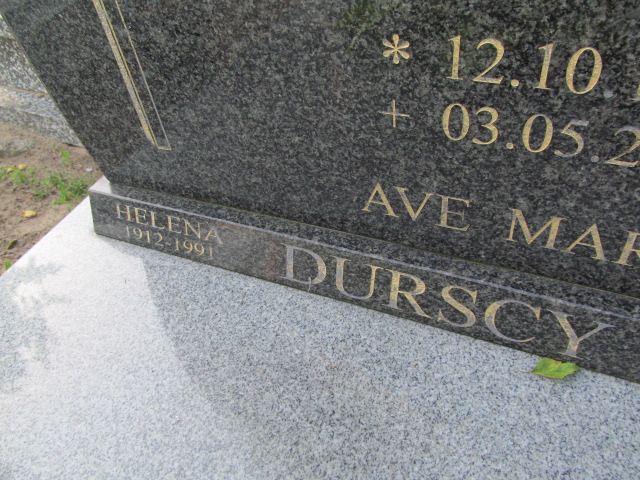 * 12.10
+ 03.05.2
AVE MAR
HELENA
1912-1991
DURSCY